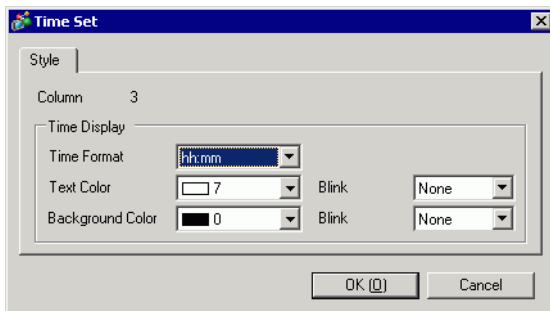 Time Set
Style
Column 3
Time Display
Time Format hh:mm
Text Color 7 Blink None
Background Color 0 Blink None
OK (O) Cancel